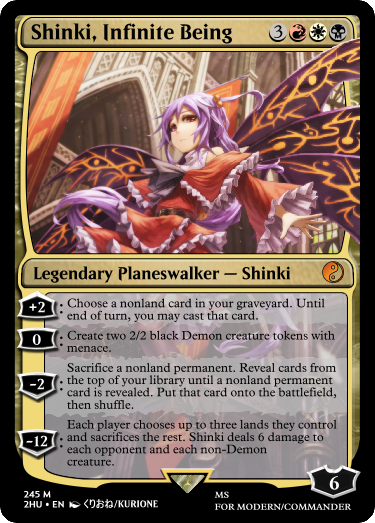 Shinki, Infinite Being 3
Legendary Planeswalker — Shinki
+2: Choose a nonland card in your graveyard. Until
end of turn, you may cast that card.
0: Create two 2/2 black Demon creature tokens with
menace.
Sacrifice a nonland permanent. Reveal cards from
the top of your library until a nonland permanent
-2: card is revealed. Put that card onto the battlefield,
then shuffle.
Each player chooses up to three lands they control
and sacrifices the rest. Shinki deals 6 damage to
-12: each opponent and each non-Demon
creature.
6
245 M
2HU • EN くりおね/KURIONE
MS
FOR MODERN/COMMANDER